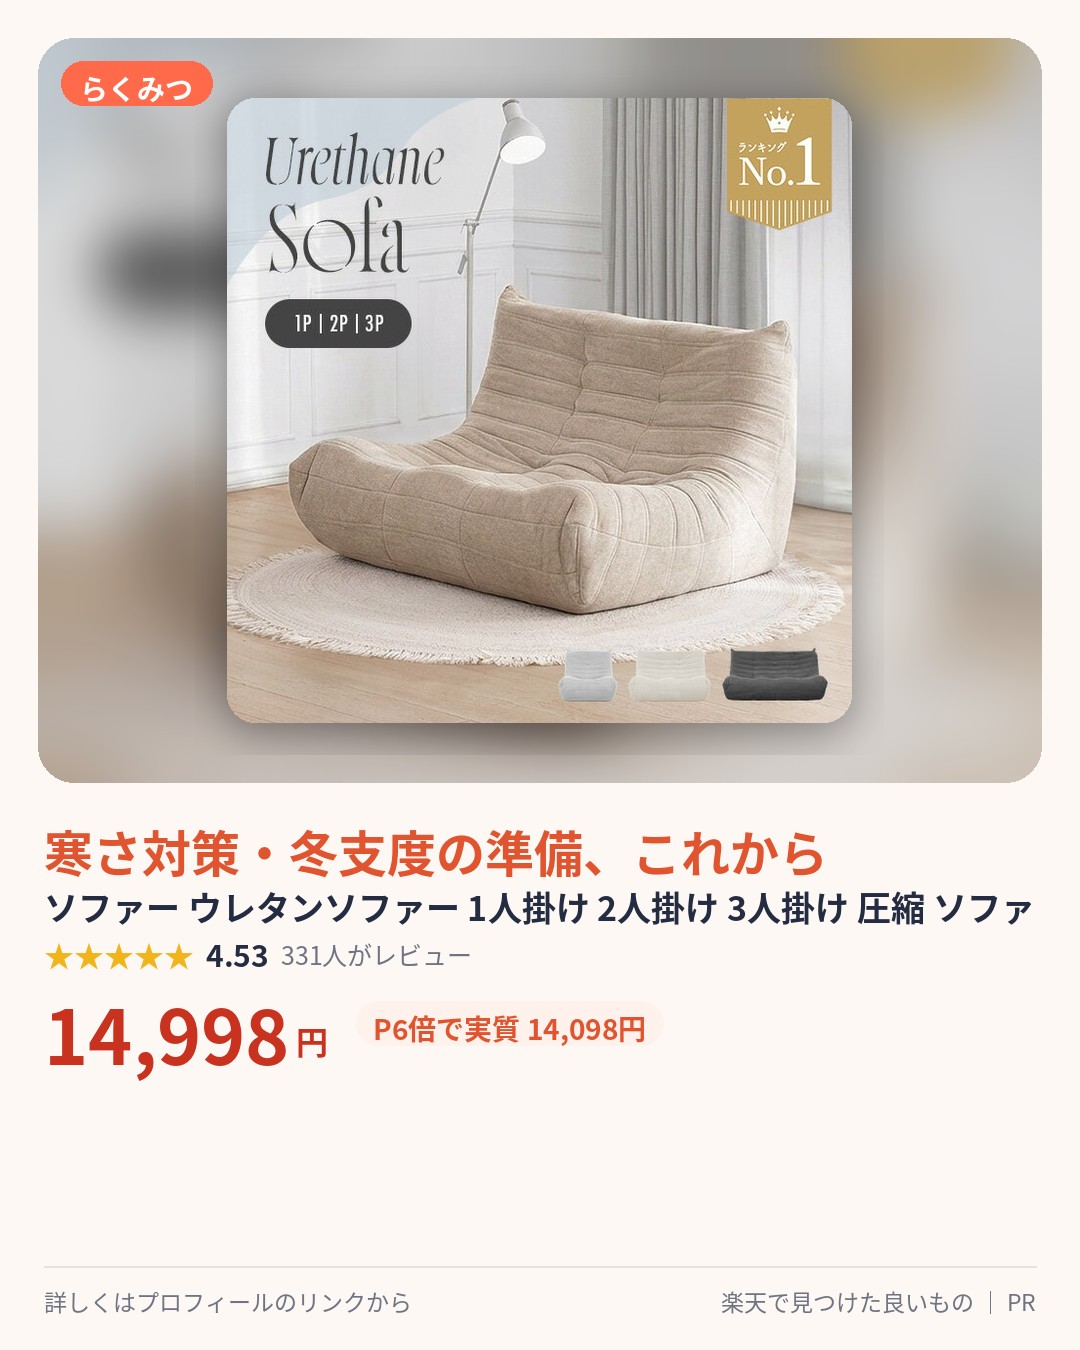 らくみつ
Urethane
Sofa
1P | 2P | 3P
ランキング
No.1
寒さ対策・冬支度の準備、これから
ソファー ウレタンソファー 1人掛け 2人掛け 3人掛け 圧縮 ソファ
★★★★★ 4.53 331人がレビュー
14,998円 P6倍で実質 14,098円
詳しくはプロフィールのリンクから
楽天で見つけた良いもの | PR